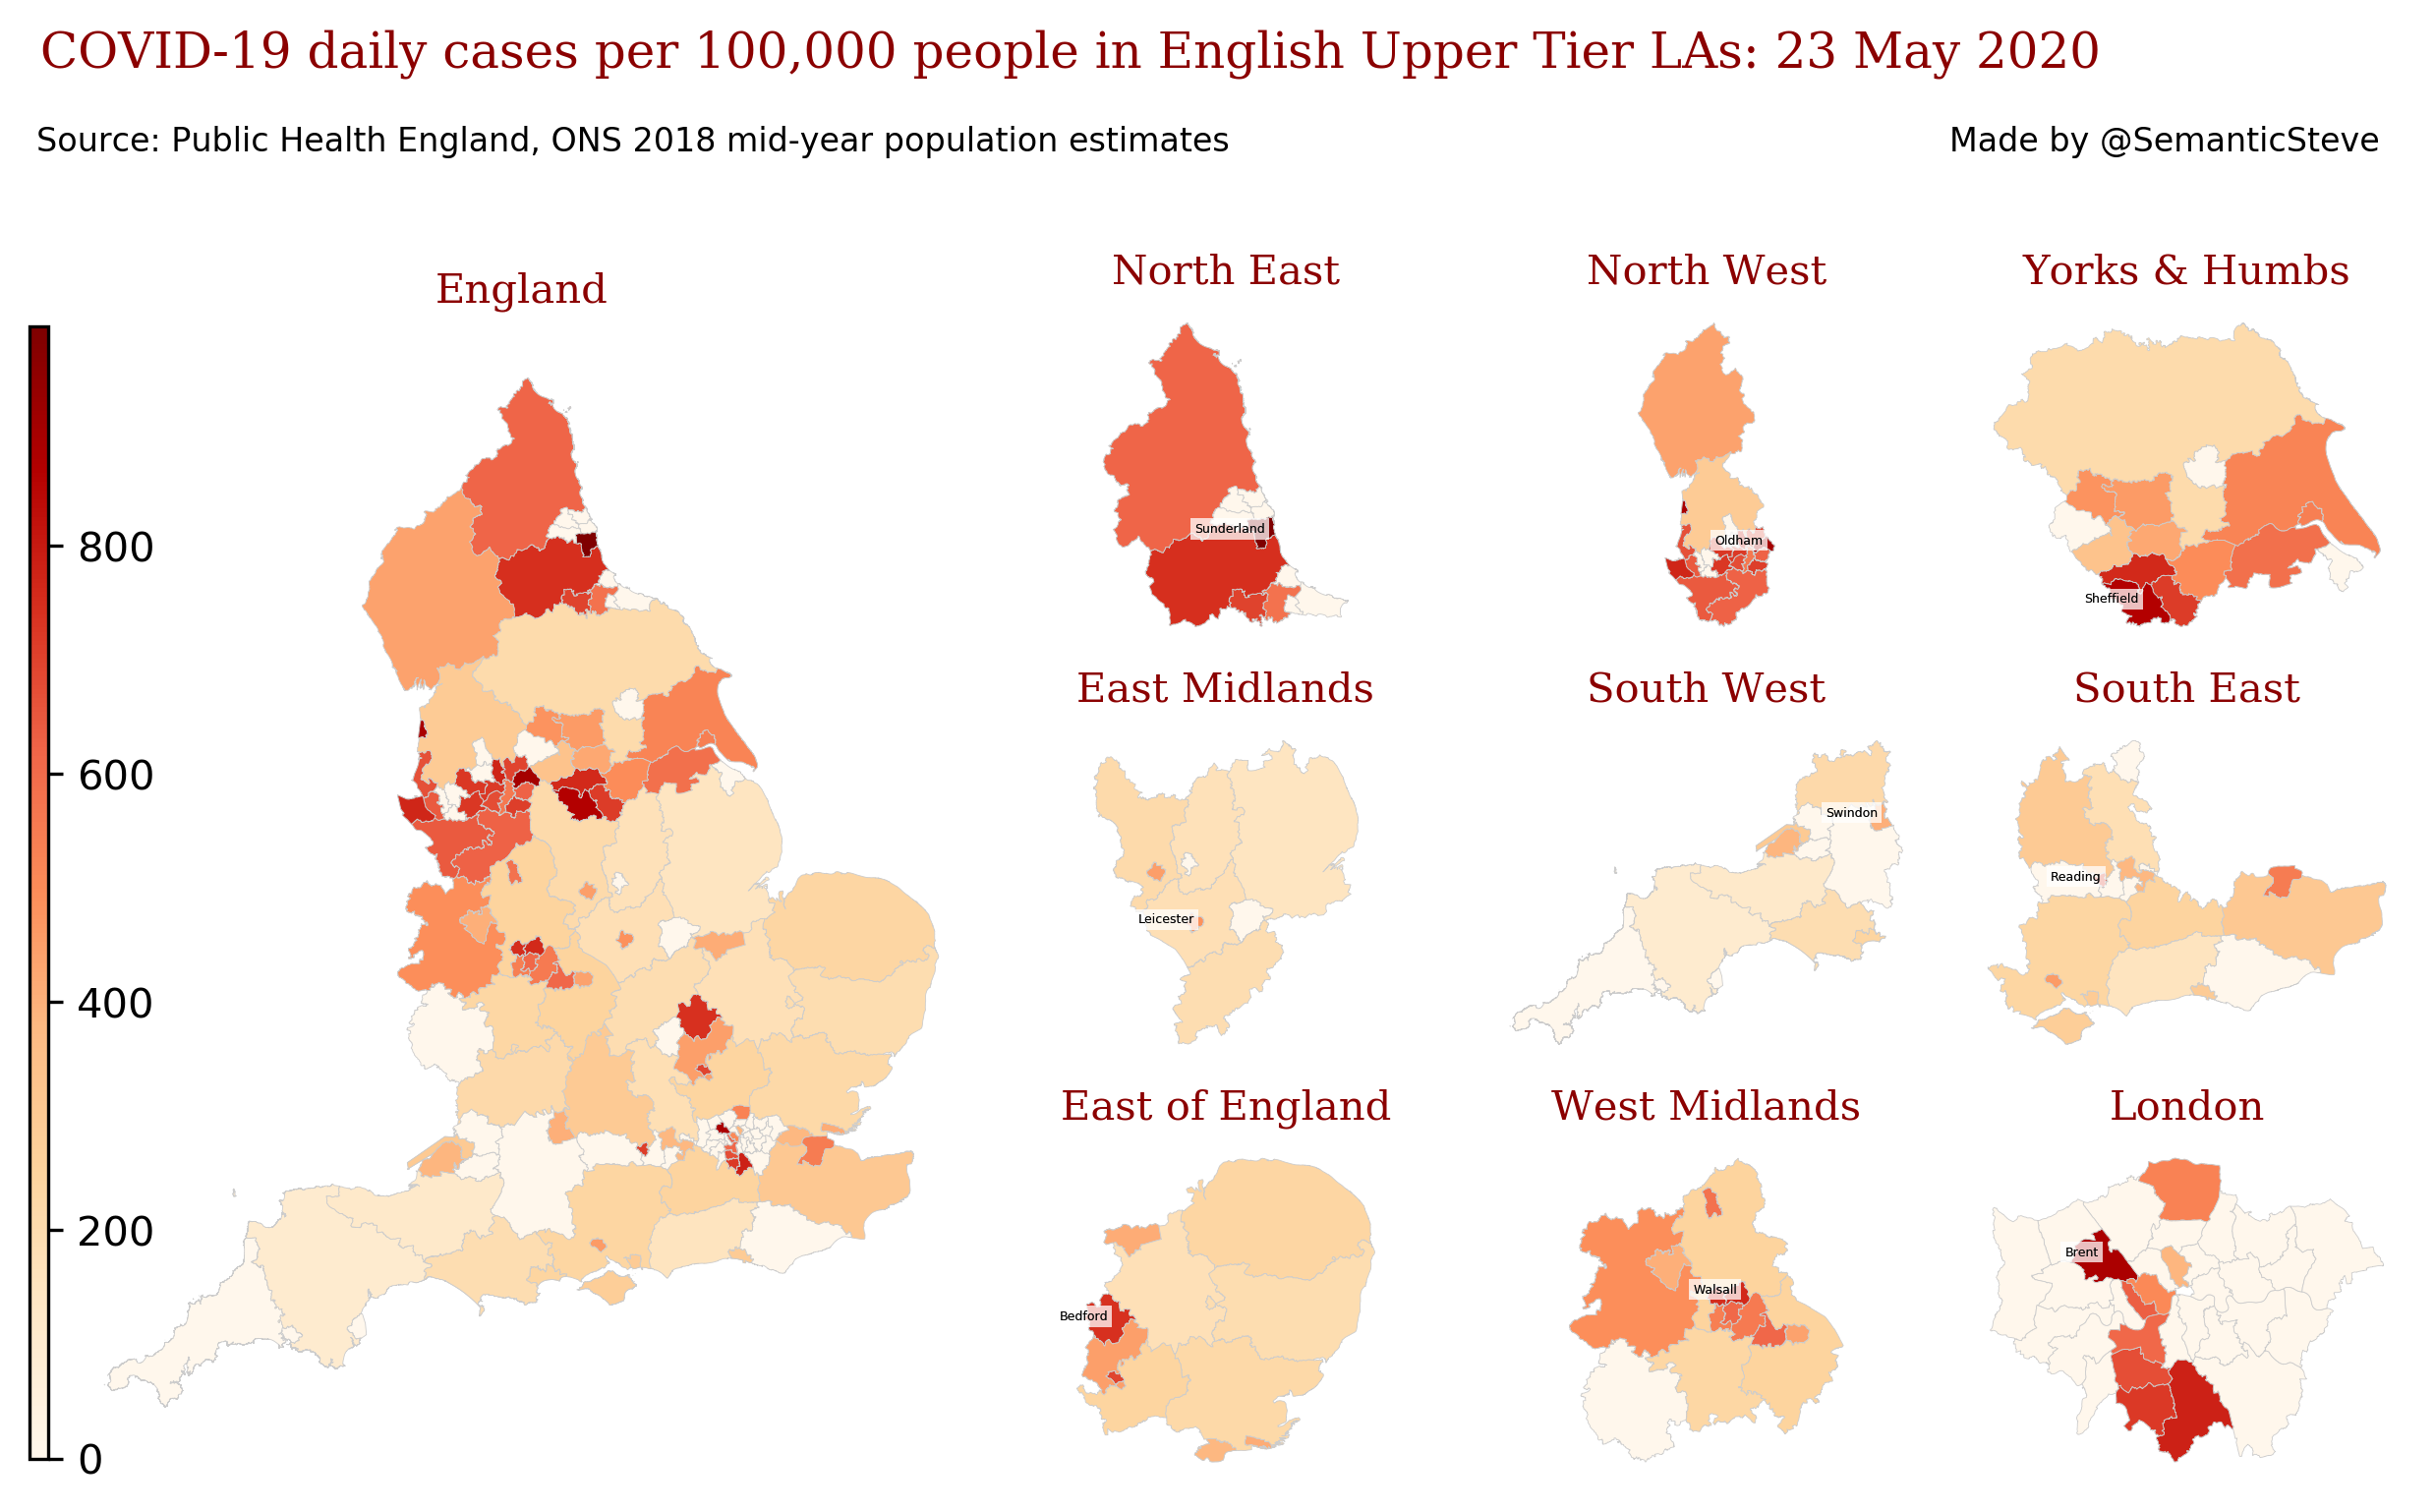 COVID-19 daily cases per 100,000 people in English Upper Tier LAs: 23 May 2020
Source: Public Health England, ONS 2018 mid-year population estimates
Made by @SemanticSteve
England
800
600
400
200
0
North East
Sunderland
North West
Oldham
Yorks & Humbs
Sheffield
East Midlands
Leicester
South West
Swindon
South East
Reading
East of England
Bedford
West Midlands
Walsall
London
Brent